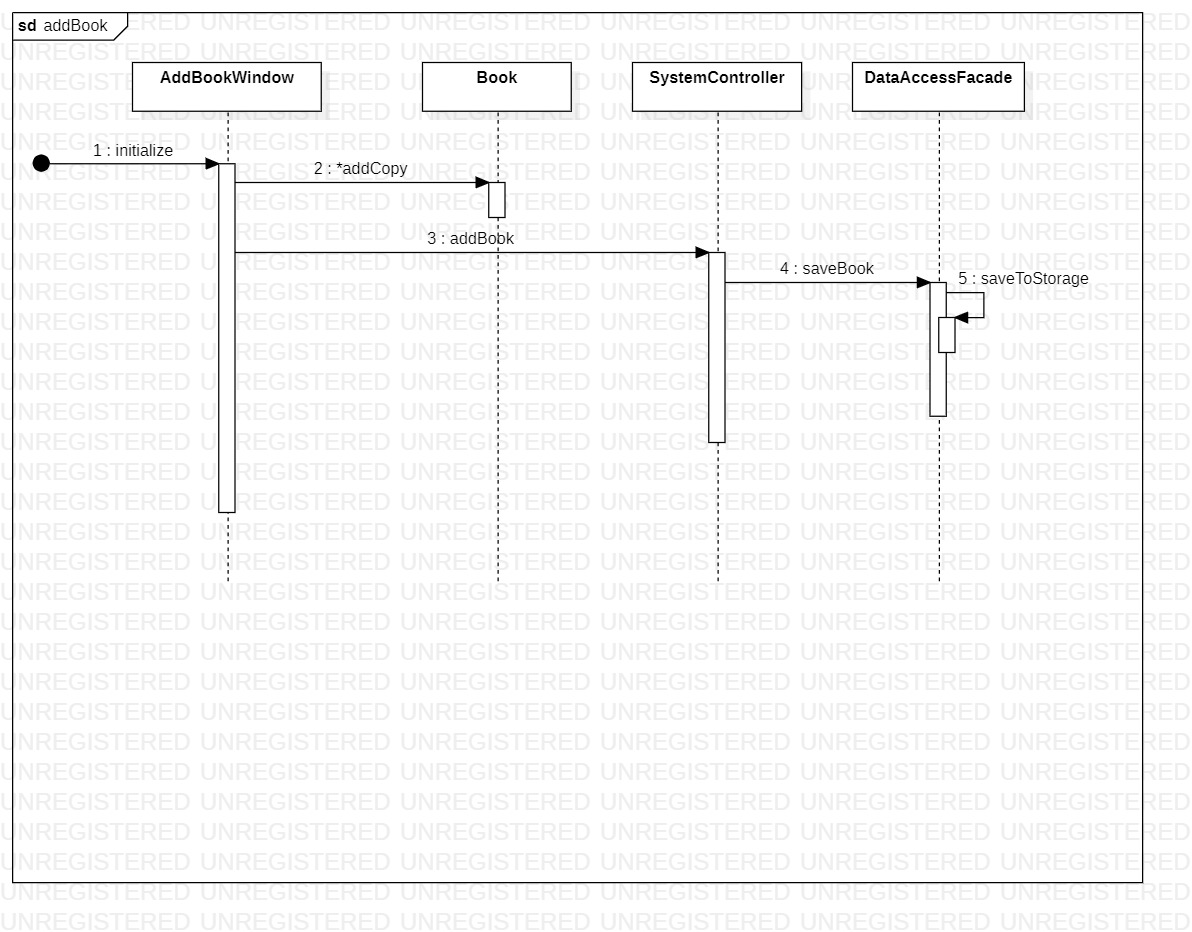 sd addBook
AddBookWindow
Book
SystemController
DataAccessFacade
1 : initialize
2 : *addCopy
3 : addBook
4 : saveBook
5 : saveToStorage
UNREGISTERED UNREGISTERED UNREGISTERED UNREGISTERED UNREGISTERED UNREGISTERED